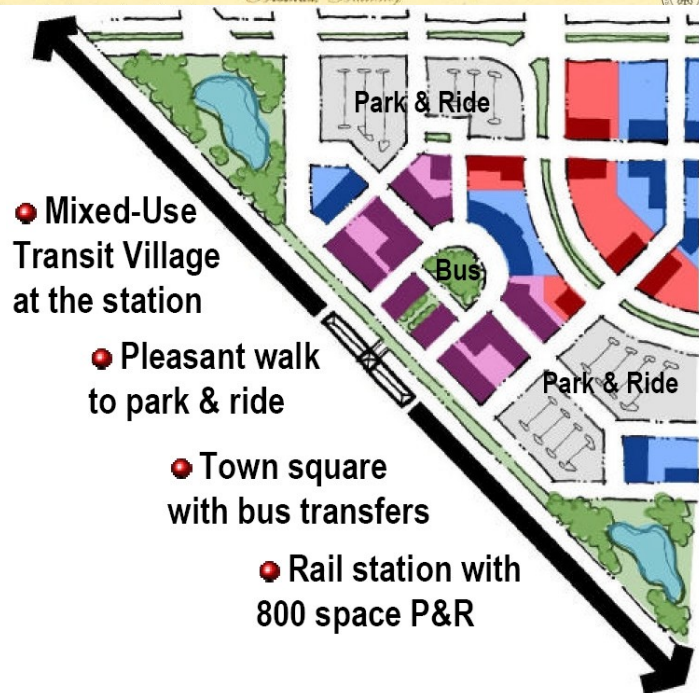 Park & Ride
Mixed-Use
Transit Village
at the station
Bus
Pleasant walk
to park & ride
Park & Ride
Town square
with bus transfers
Rail station with
800 space P&R